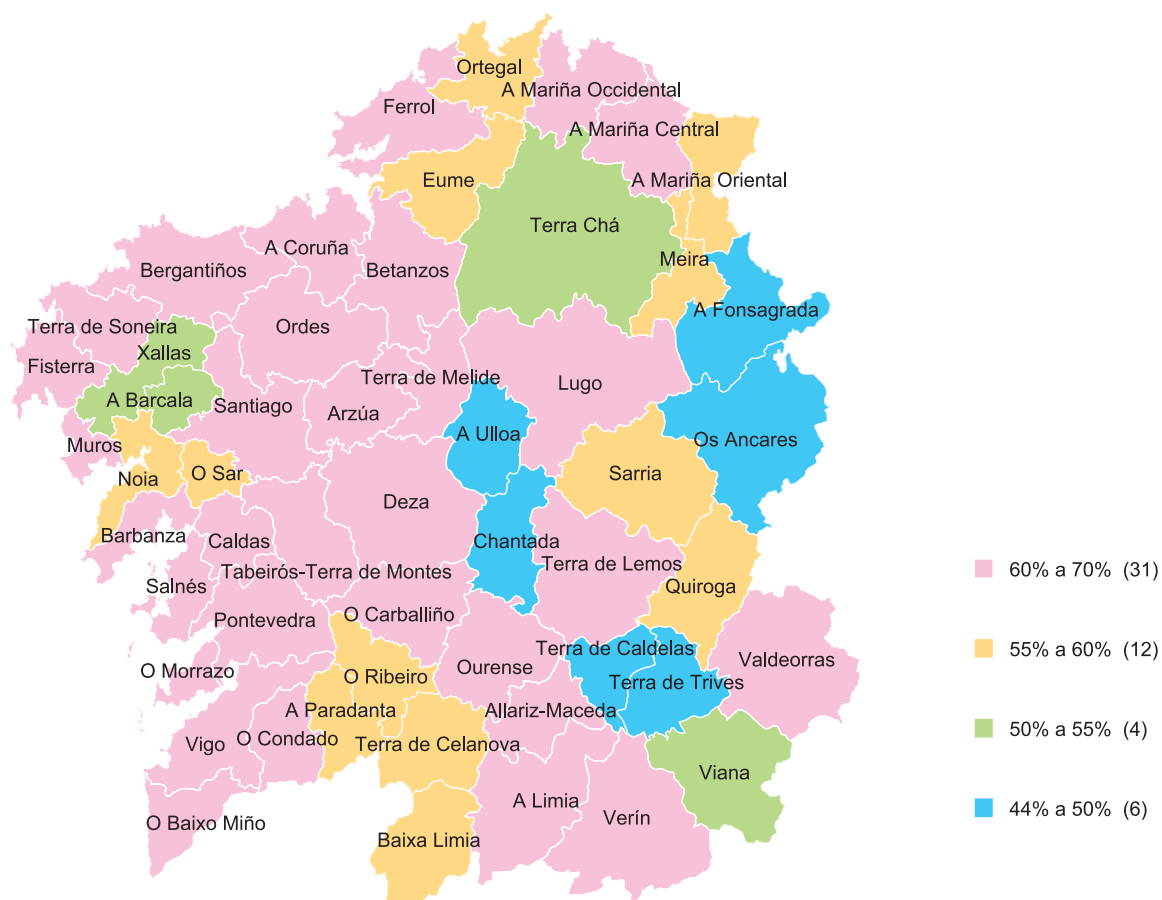 Ortegal
A Mariña Occidental
Ferrol
A Mariña Central
Eume
A Mariña Oriental
Terra Chá
A Coruña
Meira
Bergantiños
Betanzos
A Fonsagrada
Terra de Soneira
Ordes
Xallas
Fisterra
Terra de Melide
Lugo
A Barcala
Santiago
Arzúa
A Ulloa
Os Ancares
Muros
Noia
O Sar
Sarria
Deza
Barbanza
Caldas
Chantada
Terra de Lemos
Tabeirós-Terra de Montes
Salnés
Quiroga
Pontevedra
O Carballiño
Terra de Caldelas
O Morrazo
Ourense
Valdeorras
O Ribeiro
Terra de Trives
A Paradanta
Allariz-Maceda
Vigo
O Condado
Terra de Celanova
Viana
A Limia
O Baixo Miño
Verín
Baixa Limia
60% a 70% (31)
55% a 60% (12)
50% a 55% (4)
44% a 50% (6)